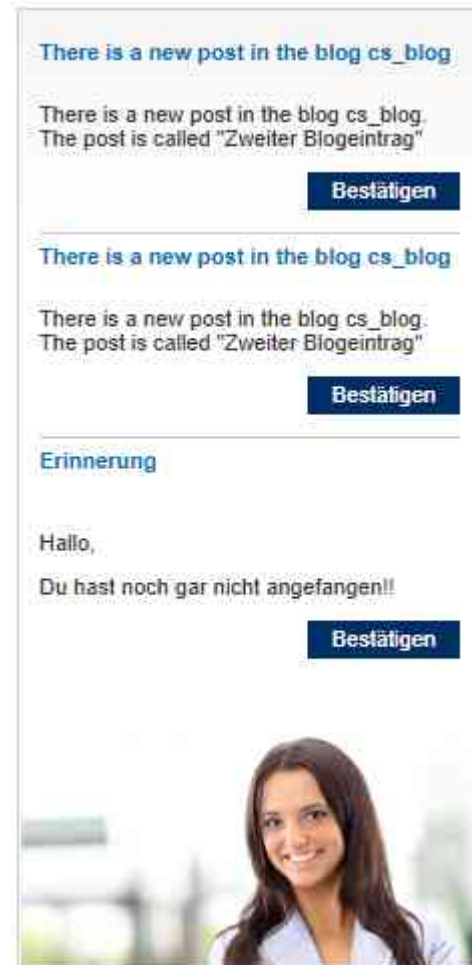 There is a new post in the blog cs_blog
There is a new post in the blog cs_blog.
The post is called "Zweiter Blogeintrag"
Bestätigen
There is a new post in the blog cs_blog
There is a new post in the blog cs_blog.
The post is called "Zweiter Blogeintrag"
Bestätigen
Erinnerung
Hallo,
Du hast noch gar nicht angefangen!!
Bestätigen